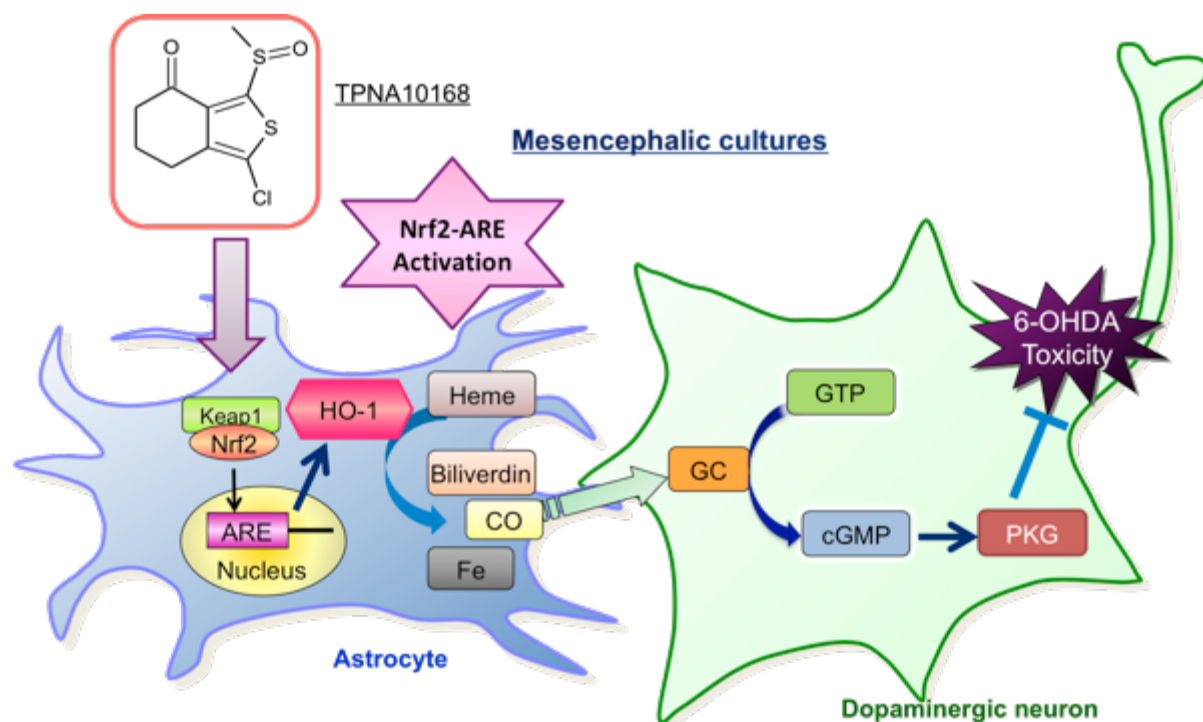 O
S
O
S
Cl
TPNA10168
Mesencephalic cultures
Nrf2-ARE
Activation
6-OHDA
Toxicity
Keap1
Nrf2
HO-1
Heme
GTP
Biliverdin
GC
CO
ARE
Nucleus
Fe
cGMP
PKG
Astrocyte
Dopaminergic neuron